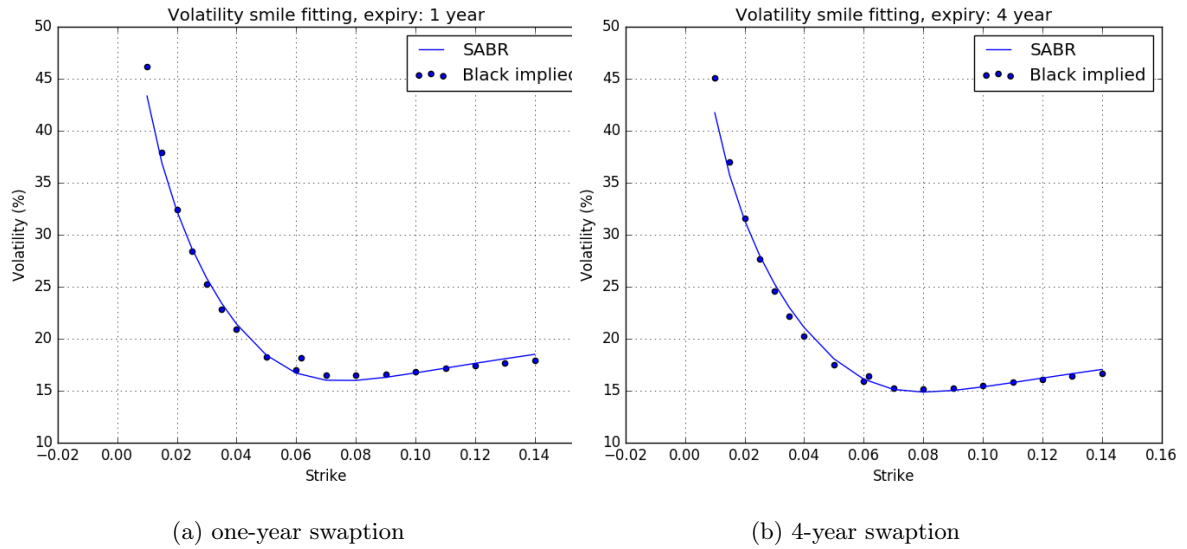 Volatility smile fitting, expiry: 1 year
50
45
40
35
30
25
20
15
10
Volatility (%)
SABR
Black implied
−0.02 0.00 0.02 0.04 0.06 0.08 0.10 0.12 0.14
Strike
(a) one-year swaption
Volatility smile fitting, expiry: 4 year
50
45
40
35
30
25
20
15
10
Volatility (%)
SABR
Black implied
−0.02 0.00 0.02 0.04 0.06 0.08 0.10 0.12 0.14 0.16
Strike
(b) 4-year swaption